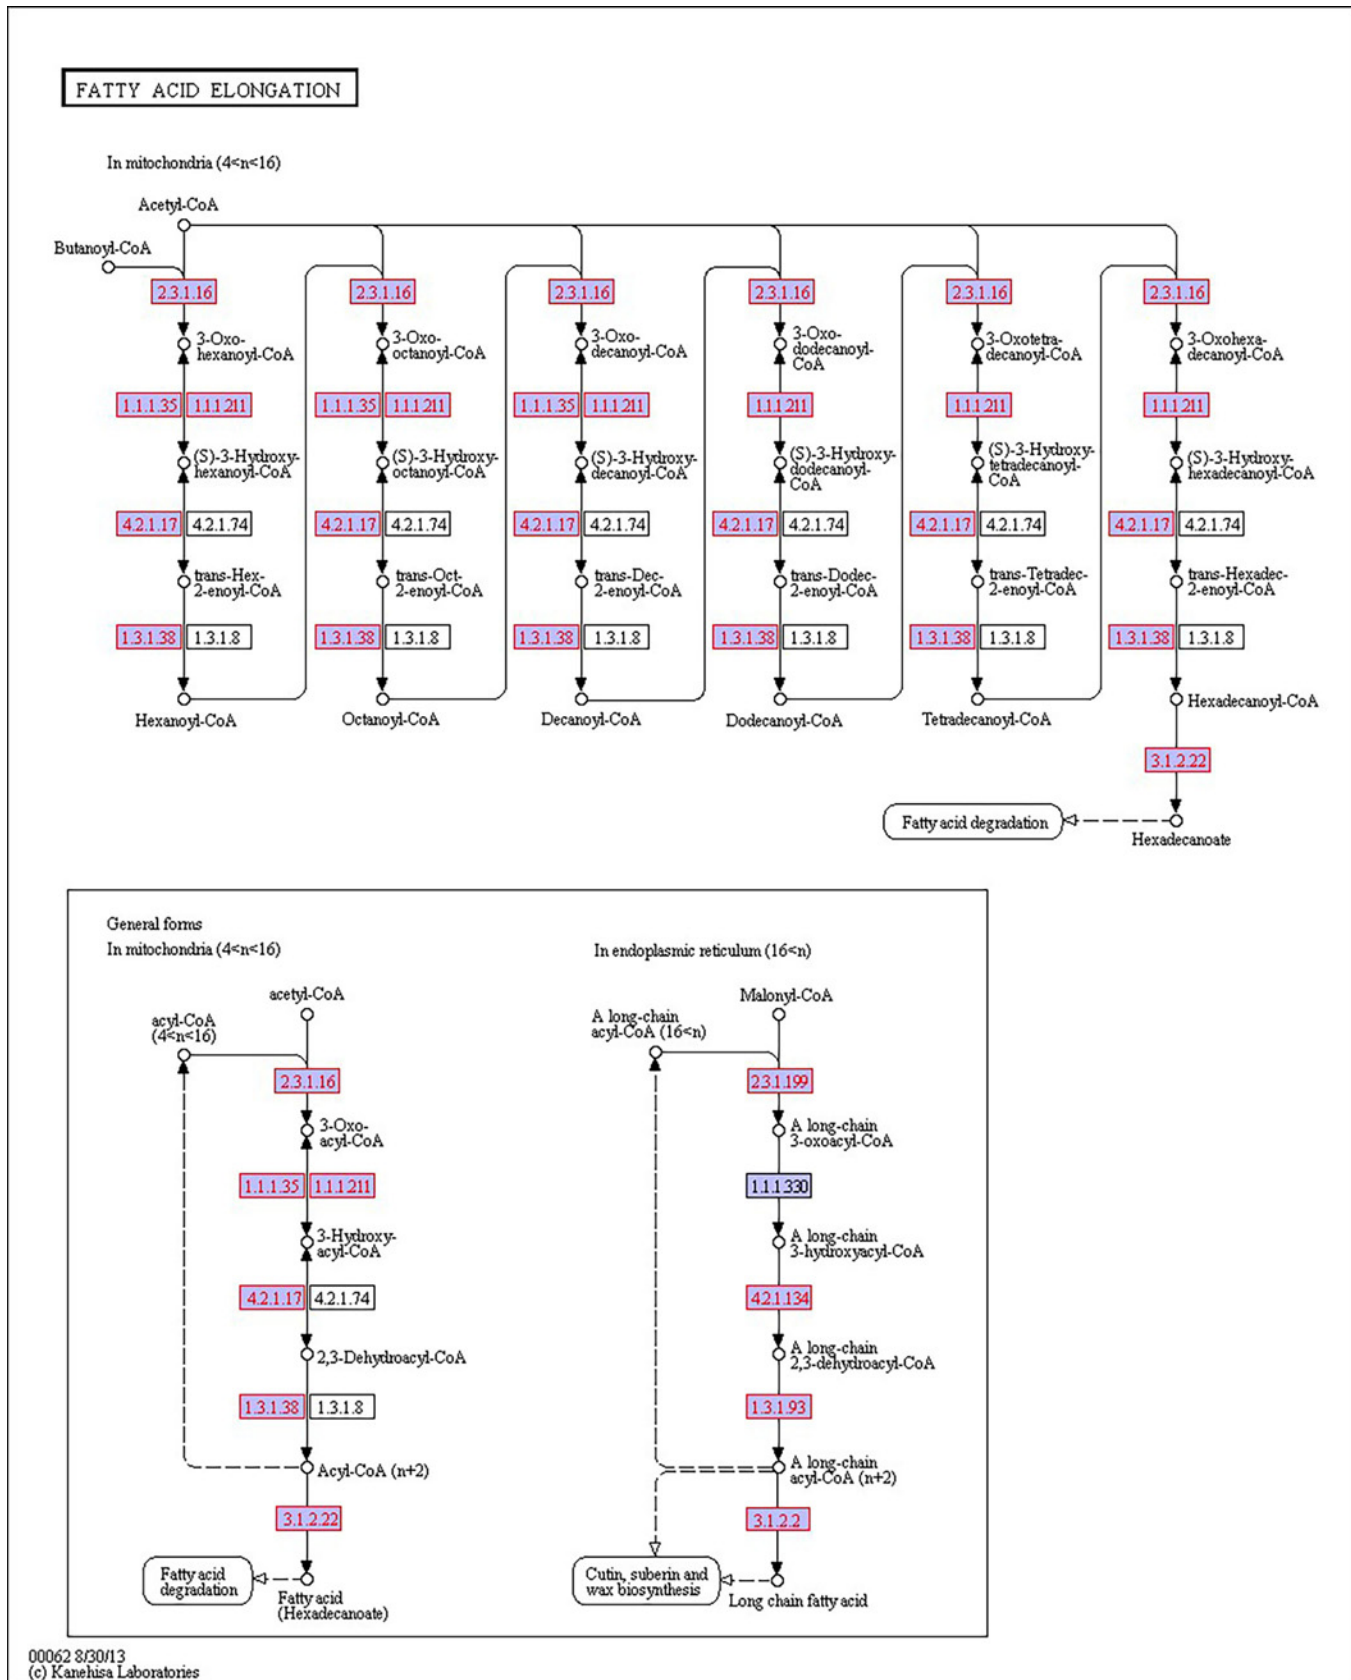 FATTY ACID ELONGATION
In mitochondria (4<n<16)
Acetyl-CoA
Butanoyl-CoA
2.3.1.16 2.3.1.16 2.3.1.16 2.3.1.16 2.3.1.16 2.3.1.16
3-Oxo-
hexanoyl-CoA
3-Oxo-
octanoyl-CoA
3-Oxo-
decanoyl-CoA
3-Oxo-
dodecanoyl-
CoA
3-Oxotetra-
decanoyl-CoA
3-Oxohexa-
decanoyl-CoA
1.1.1.35 1.1.1.211 1.1.1.35 1.1.1.211 1.1.1.35 1.1.1.211 1.1.1.211 1.1.1.211 1.1.1.211
(S)-3-Hydroxy-
hexanoyl-CoA
(S)-3-Hydroxy-
octanoyl-CoA
(S)-3-Hydroxy-
decanoyl-CoA
(S)-3-Hydroxy-
dodecanoyl-
CoA
(S)-3-Hydroxy-
tetradecanoyl-
CoA
(S)-3-Hydroxy-
hexadecanoyl-CoA
4.2.1.17 4.2.1.74 4.2.1.17 4.2.1.74 4.2.1.17 4.2.1.74 4.2.1.17 4.2.1.74 4.2.1.17 4.2.1.74 4.2.1.17 4.2.1.74
trans-Hex-
2-enoyl-CoA
trans-Oct-
2-enoyl-CoA
trans-Dec-
2-enoyl-CoA
trans-Dodec-
2-enoyl-CoA
trans-Tetradec-
2-enoyl-CoA
trans-Hexadec-
2-enoyl-CoA
1.3.1.38 1.3.1.8 1.3.1.38 1.3.1.8 1.3.1.38 1.3.1.8 1.3.1.38 1.3.1.8 1.3.1.38 1.3.1.8 1.3.1.38 1.3.1.8
Hexanoyl-CoA Octanoyl-CoA Decanoyl-CoA Dodecanoyl-CoA Tetradecanoyl-CoA Hexadecanoyl-CoA
3.1.2.22
Fatty acid degradation
Hexadecanoate
General forms
In mitochondria (4<n<16)
acetyl-CoA
acyl-CoA
(4<n<16)
2.3.1.16
3-Oxo-
acyl-CoA
1.1.1.35 1.1.1.211
3-Hydroxy-
acyl-CoA
4.2.1.17 4.2.1.74
2,3-Dehydroacyl-CoA
1.3.1.38 1.3.1.8
Acyl-CoA (n+2)
3.1.2.22
Fatty acid
degradation
Fatty acid
(Hexadecanoate)
In endoplasmic reticulum (16<n)
Malonyl-CoA
A long-chain
acyl-CoA (16<n)
2.3.1.199
A long-chain
3-oxoacyl-CoA
1.1.1.330
A long-chain
3-hydroxyacyl-CoA
4.2.1.134
A long-chain
2,3-dehydroacyl-CoA
1.3.1.93
A long-chain
acyl-CoA (n+2)
3.1.2.2
Cutin, suberin and
wax biosynthesis
Long chain fatty acid
00062 8/30/13
(c) Kanehisa Laboratories